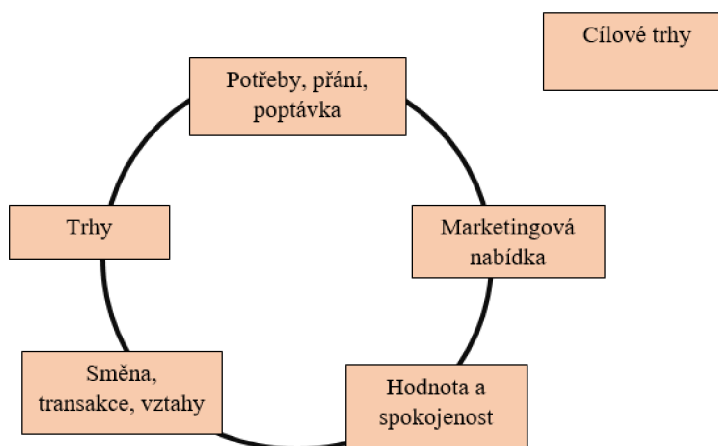 Cílové trhy
Potřeby, přání,
poptávka
Trhy
Marketingová
nabídka
Směna,
transakce, vztahy
Hodnota a
spokojenost